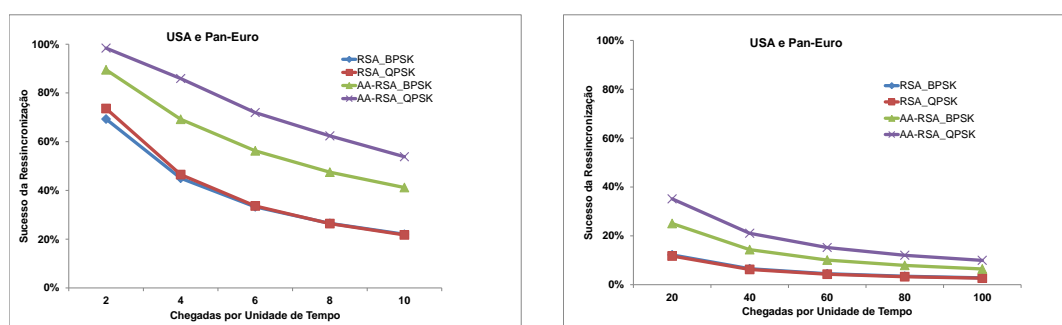 USA e Pan-Euro
100%
80%
60%
40%
20%
0%
Sucesso da Ressincronização
RSA_BPSK
RSA_QPSK
AA-RSA_BPSK
AA-RSA_QPSK
2 4 6 8 10
Chegadas por Unidade de Tempo
USA e Pan-Euro
100%
80%
60%
40%
20%
0%
Sucesso da Ressincronização
RSA_BPSK
RSA_QPSK
AA-RSA_BPSK
AA-RSA_QPSK
20 40 60 80 100
Chegadas por Unidade de Tempo